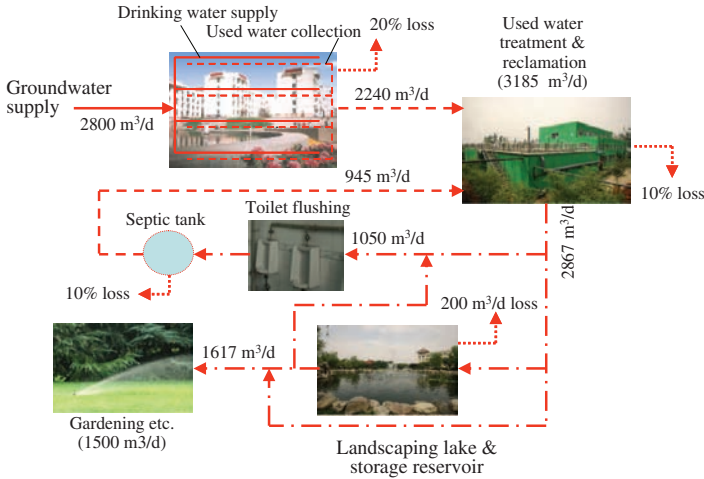 Drinking water supply
Used water collection
20% loss
Used water
treatment &
reclamation
(3185 m³/d)
Groundwater
supply
2800 m³/d
2240 m³/d
945 m³/d
10% loss
Septic tank
Toilet flushing
1050 m³/d
2867 m³/d
10% loss
200 m³/d loss
1617 m³/d
Gardening etc.
(1500 m3/d)
Landscaping lake &
storage reservoir